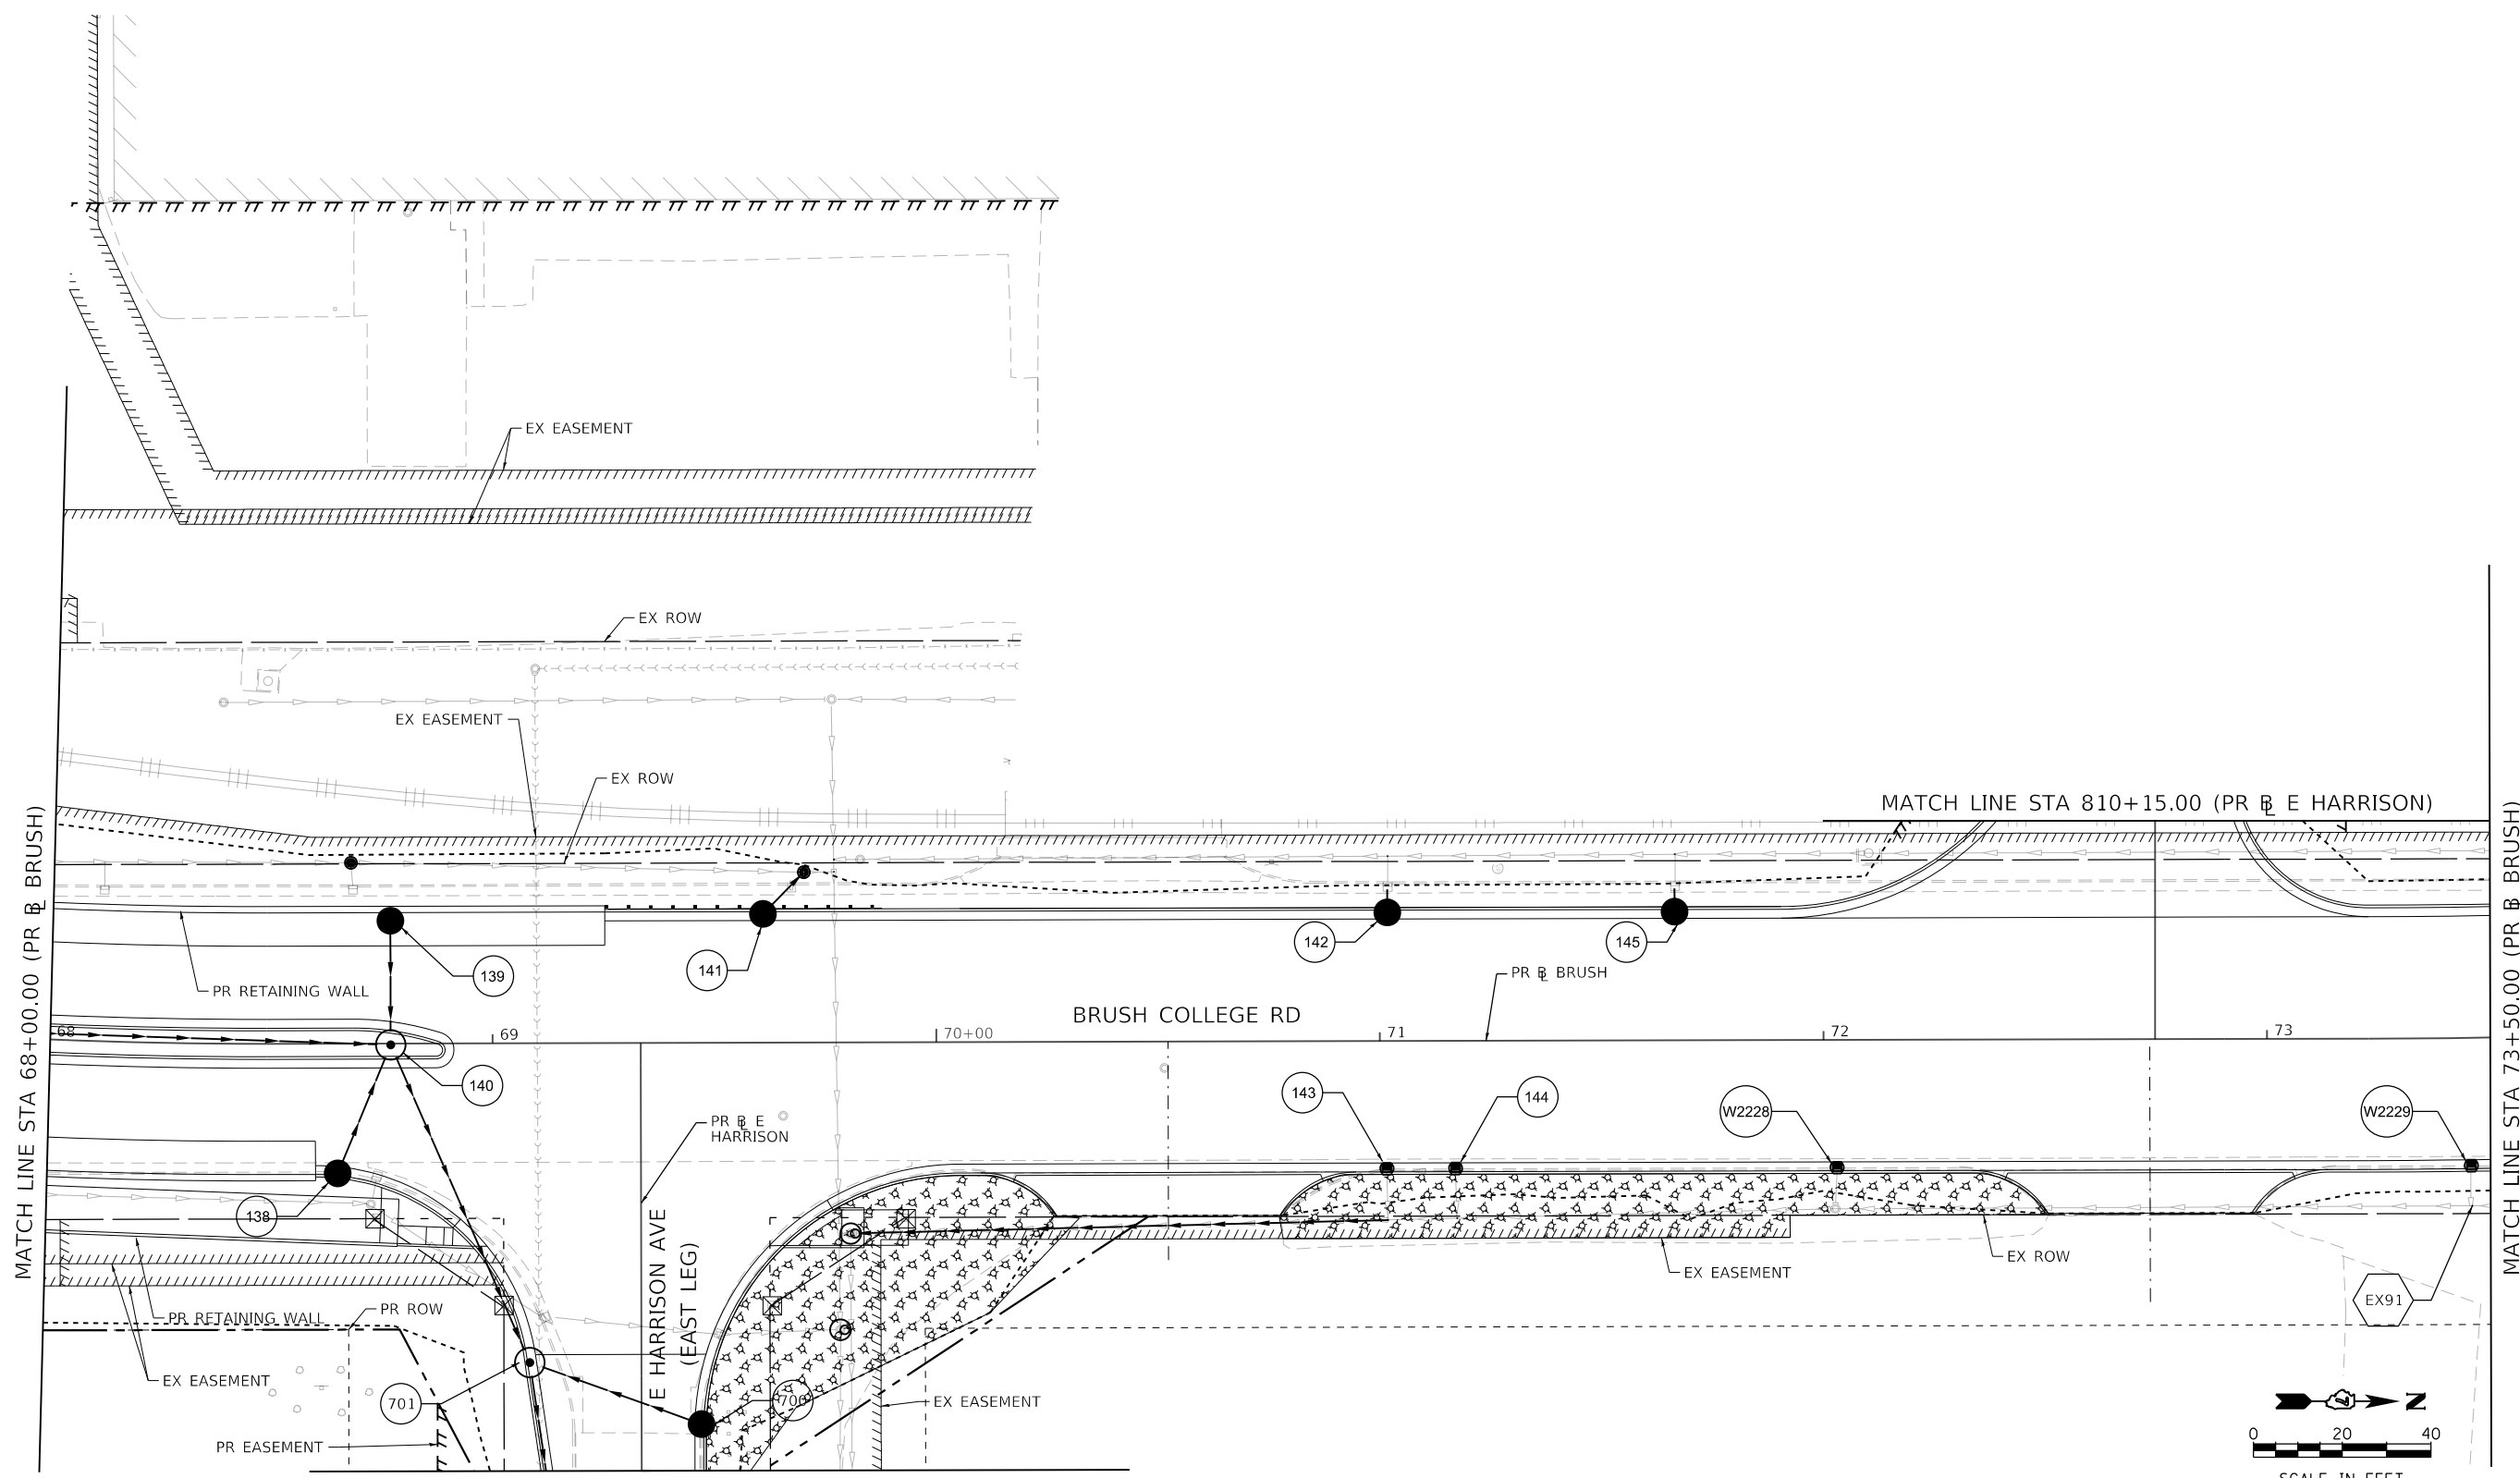 EX EASEMENT
EX ROW
EX EASEMENT
EX ROW
MATCH LINE STA 810+15.00 (PR ℄ E HARRISON)
MATCH LINE STA 68+00.00 (PR ℄ BRUSH)
MATCH LINE STA 73+50.00 (PR ℄ BRUSH)
139
141
142
145
PR RETAINING WALL
PR ℄ BRUSH
BRUSH COLLEGE RD
68
69
70+00
71
72
73
140
143
144
W2228
W2229
PR ℄ E
HARRISON
138
E HARRISON AVE
(EAST LEG)
EX ROW
EX EASEMENT
EX91
PR RETAINING WALL
PR ROW
EX EASEMENT
701
700
EX EASEMENT
PR EASEMENT
N
0 20 40
SCALE IN FEET